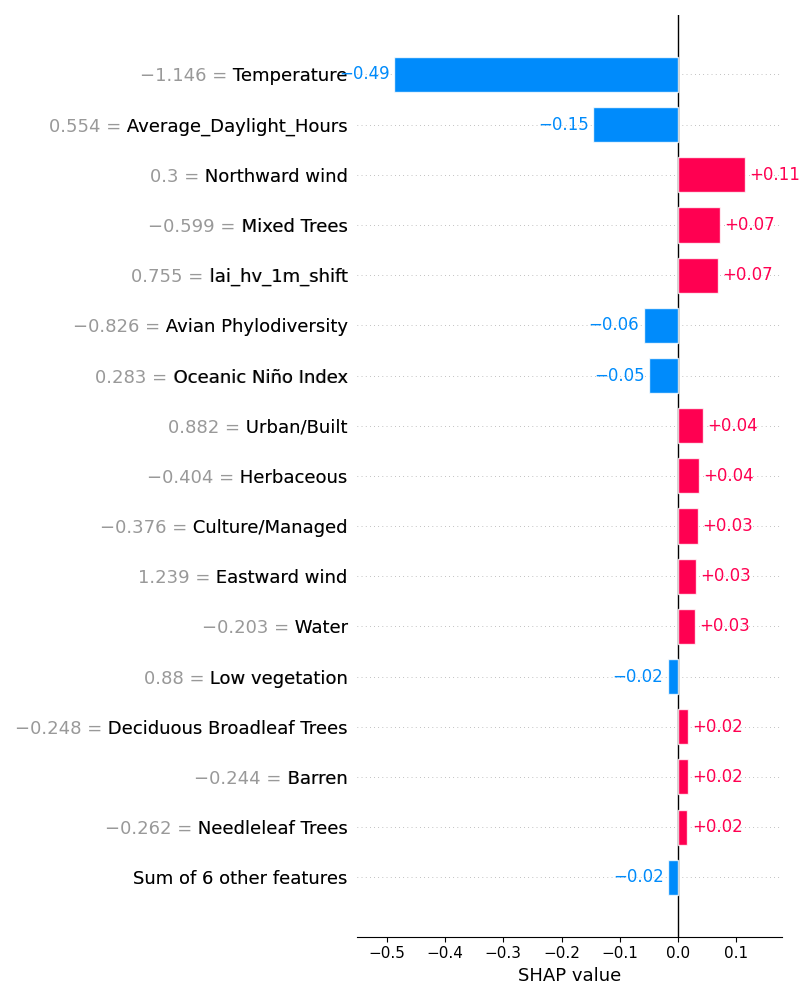 −1.146 = Temperature −0.49
0.554 = Average_Daylight_Hours −0.15
0.3 = Northward wind +0.11
−0.599 = Mixed Trees +0.07
0.755 = lai_hv_1m_shift +0.07
−0.826 = Avian Phylodiversity −0.06
0.283 = Oceanic Niño Index −0.05
0.882 = Urban/Built +0.04
−0.404 = Herbaceous +0.04
−0.376 = Culture/Managed +0.03
1.239 = Eastward wind +0.03
−0.203 = Water +0.03
0.88 = Low vegetation −0.02
−0.248 = Deciduous Broadleaf Trees +0.02
−0.244 = Barren +0.02
−0.262 = Needleleaf Trees +0.02
Sum of 6 other features −0.02
−0.5 −0.4 −0.3 −0.2 −0.1 0.0 0.1
SHAP value